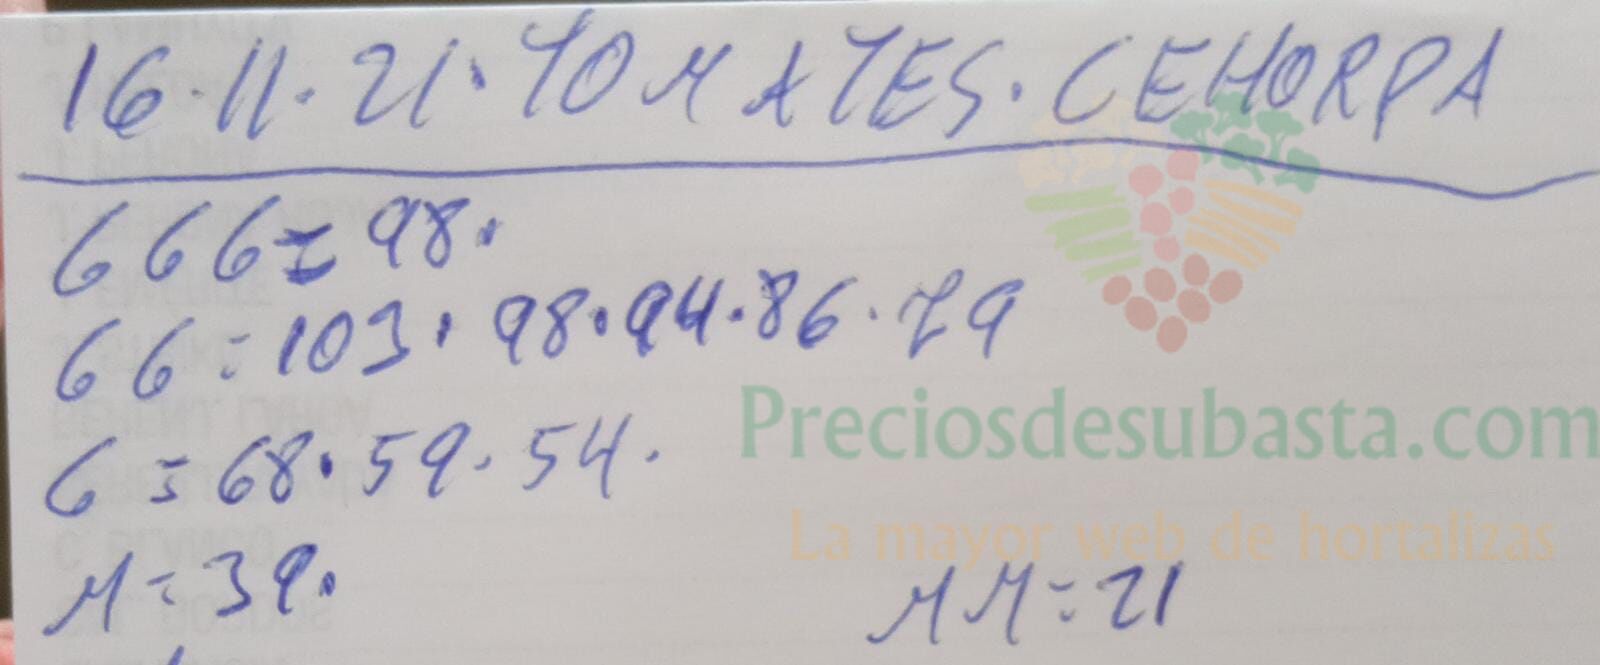 16.11.21. TOMATES. CEHORPA
666=98.
66=103.98.94.86.79
6=68.59.54.
Preciosdesubasta.com
La mayor web de hortalizas
M=39.
MM=21